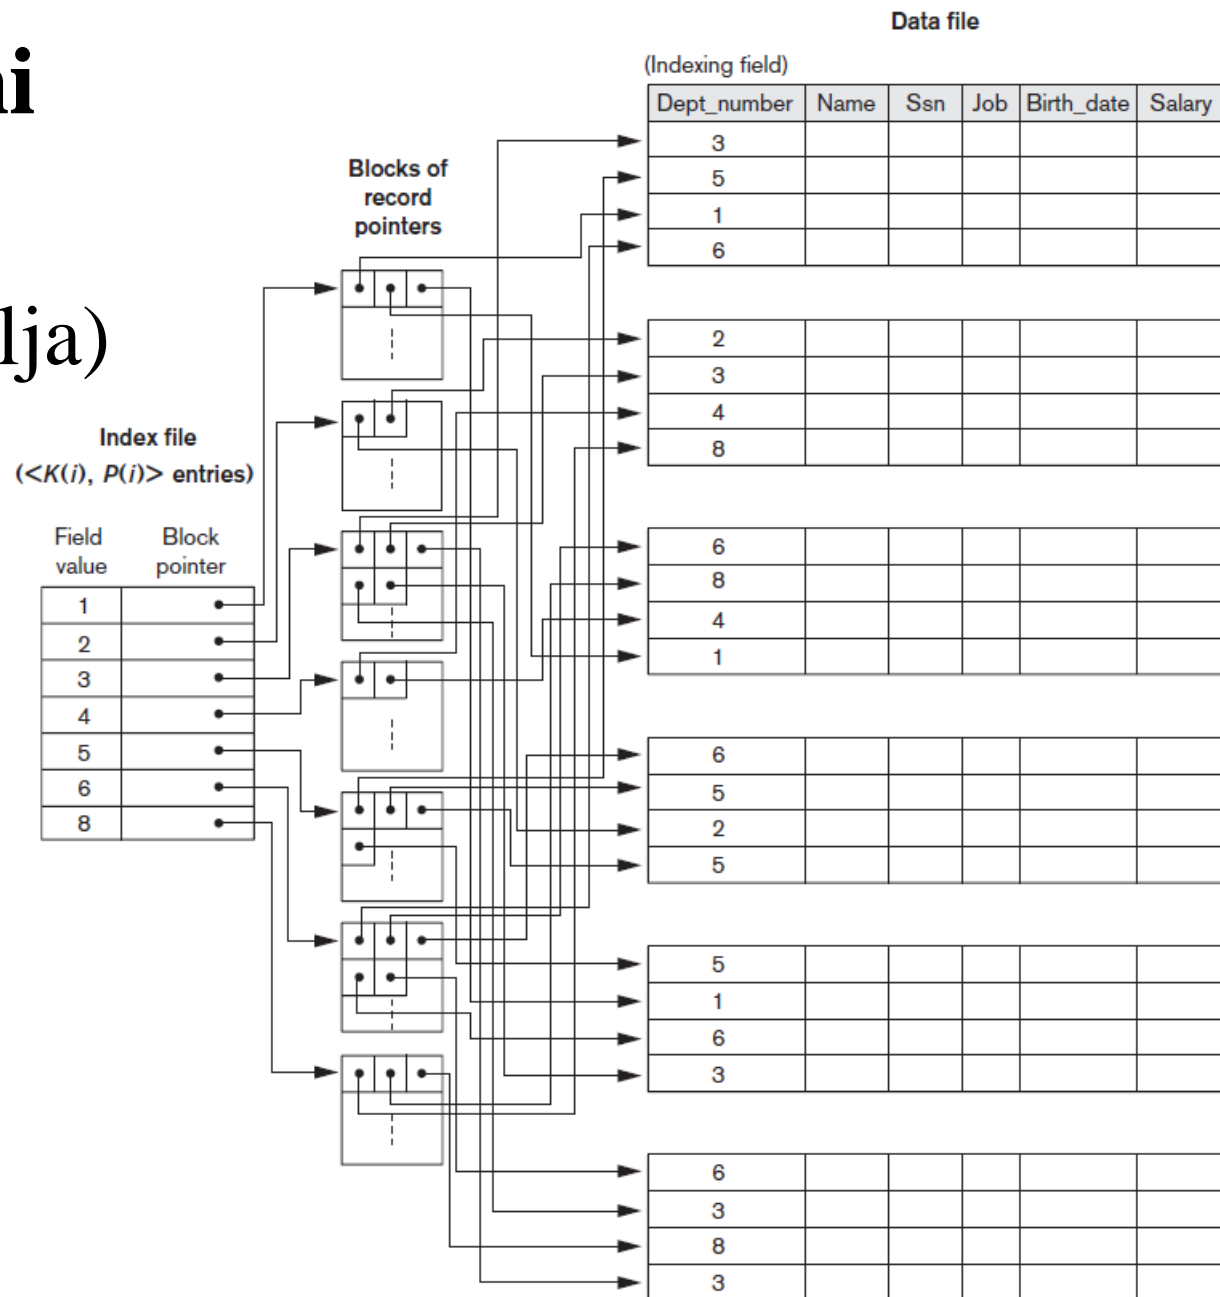 ni
lja)
Index file
(<K(i), P(i)> entries)
Field value
Block pointer
1
2
3
4
5
6
8
Blocks of
record
pointers
Data file
(Indexing field)
Dept_number Name Ssn Job Birth_date Salary
3
5
1
6
2
3
4
8
6
8
4
1
6
5
2
5
5
1
6
3
6
3
8
3